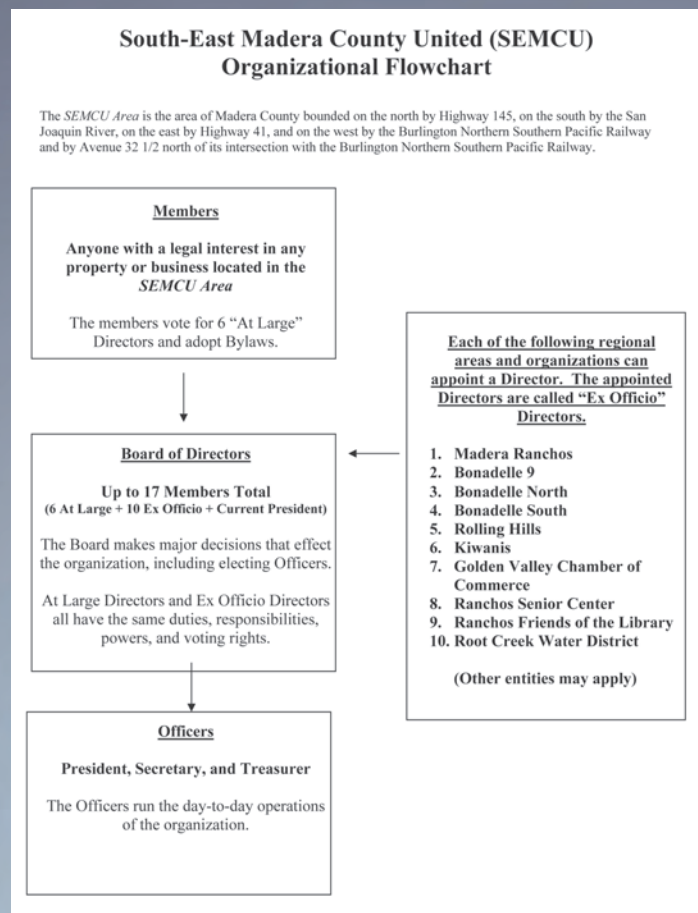 South-East Madera County United (SEMCU)
Organizational Flowchart
The SEMCU Area is the area of Madera County bounded on the north by Highway 145, on the south by the San
Joaquin River, on the east by Highway 41, and on the west by the Burlington Northern Southern Pacific Railway
and by Avenue 32 1/2 north of its intersection with the Burlington Northern Southern Pacific Railway.
Members
Anyone with a legal interest in any
property or business located in the
SEMCU Area
The members vote for 6 “At Large”
Directors and adopt Bylaws.
Each of the following regional
areas and organizations can
appoint a Director. The appointed
Directors are called “Ex Officio”
Directors.
1. Madera Ranchos
2. Bonadelle 9
3. Bonadelle North
4. Bonadelle South
5. Rolling Hills
6. Kiwanis
7. Golden Valley Chamber of
Commerce
8. Ranchos Senior Center
9. Ranchos Friends of the Library
10. Root Creek Water District
(Other entities may apply)
Board of Directors
Up to 17 Members Total
(6 At Large + 10 Ex Officio + Current President)
The Board makes major decisions that effect
the organization, including electing Officers.
At Large Directors and Ex Officio Directors
all have the same duties, responsibilities,
powers, and voting rights.
Officers
President, Secretary, and Treasurer
The Officers run the day-to-day operations
of the organization.